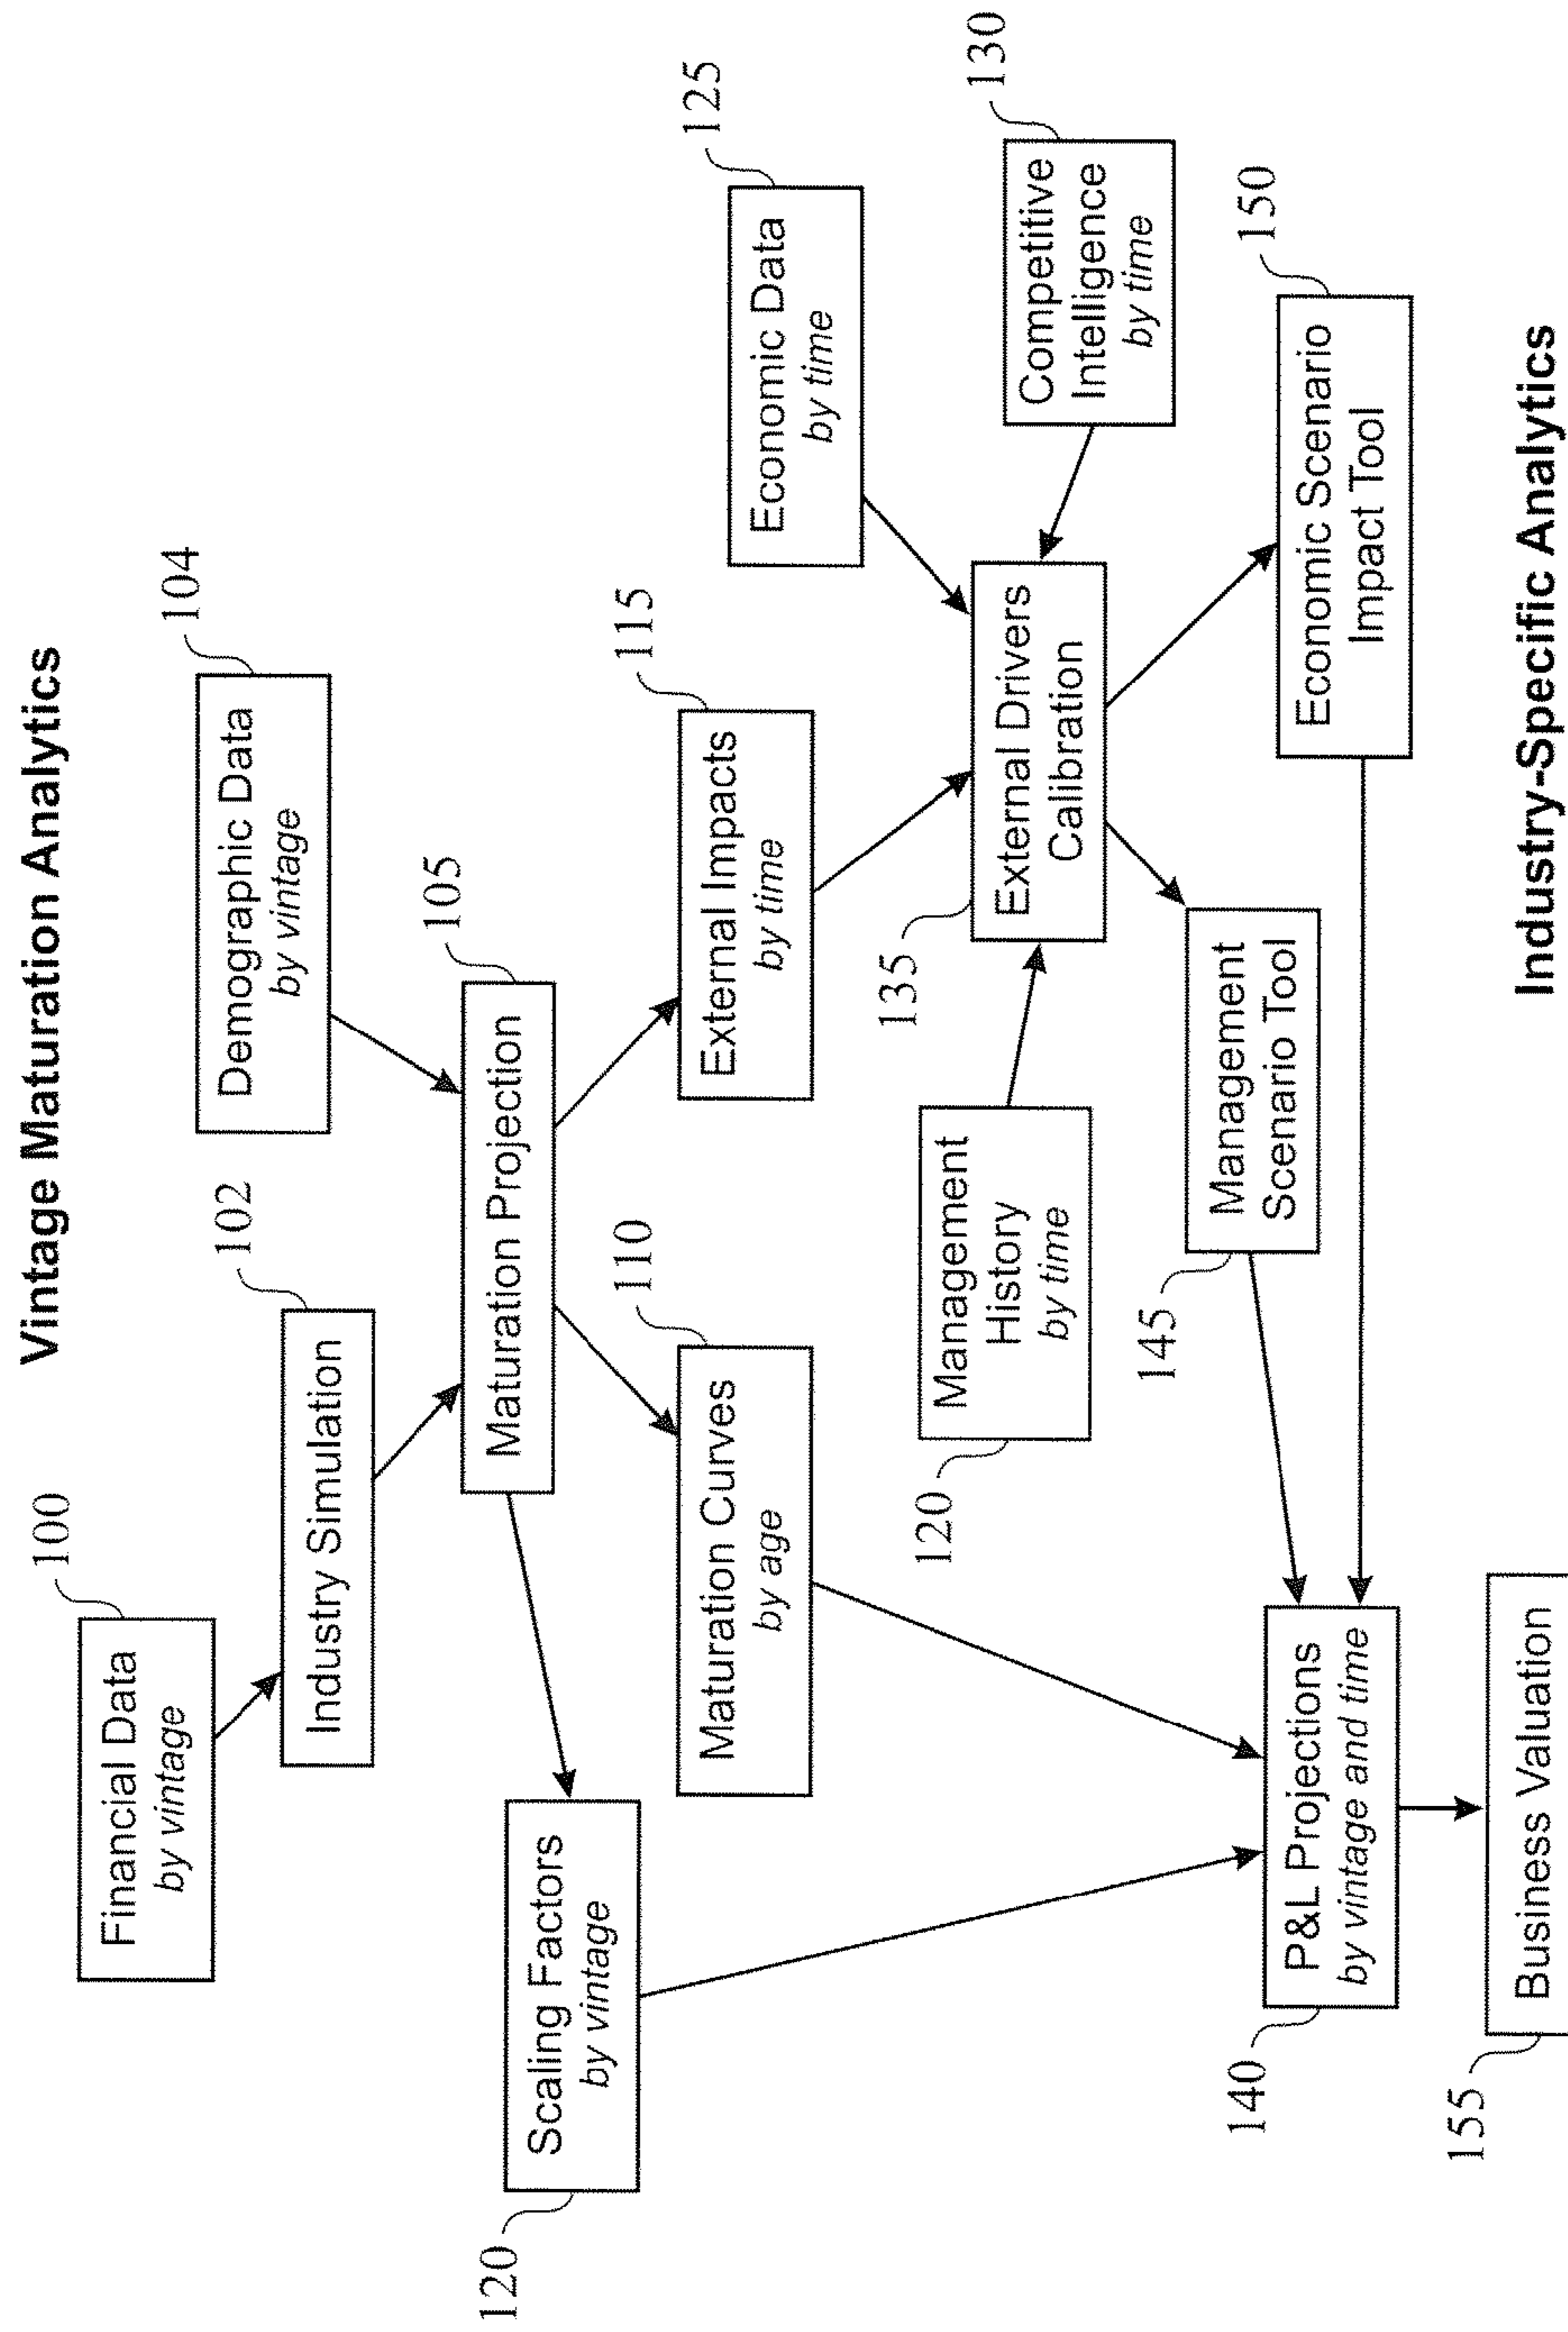 Vintage Maturation Analytics
100
Financial Data
by vintage
102
Industry Simulation
104
Demographic Data
by vintage
105
Maturation Projection
120
Scaling Factors
by vintage
110
Maturation Curves
by age
115
External Impacts
by time
125
Economic Data
by time
120
Management
History
by time
135
External Drivers
Calibration
130
Competitive
Intelligence
by time
145
Management
Scenario Tool
150
Economic Scenario
Impact Tool
140
P&L Projections
by vintage and time
155
Business Valuation
Industry-Specific Analytics